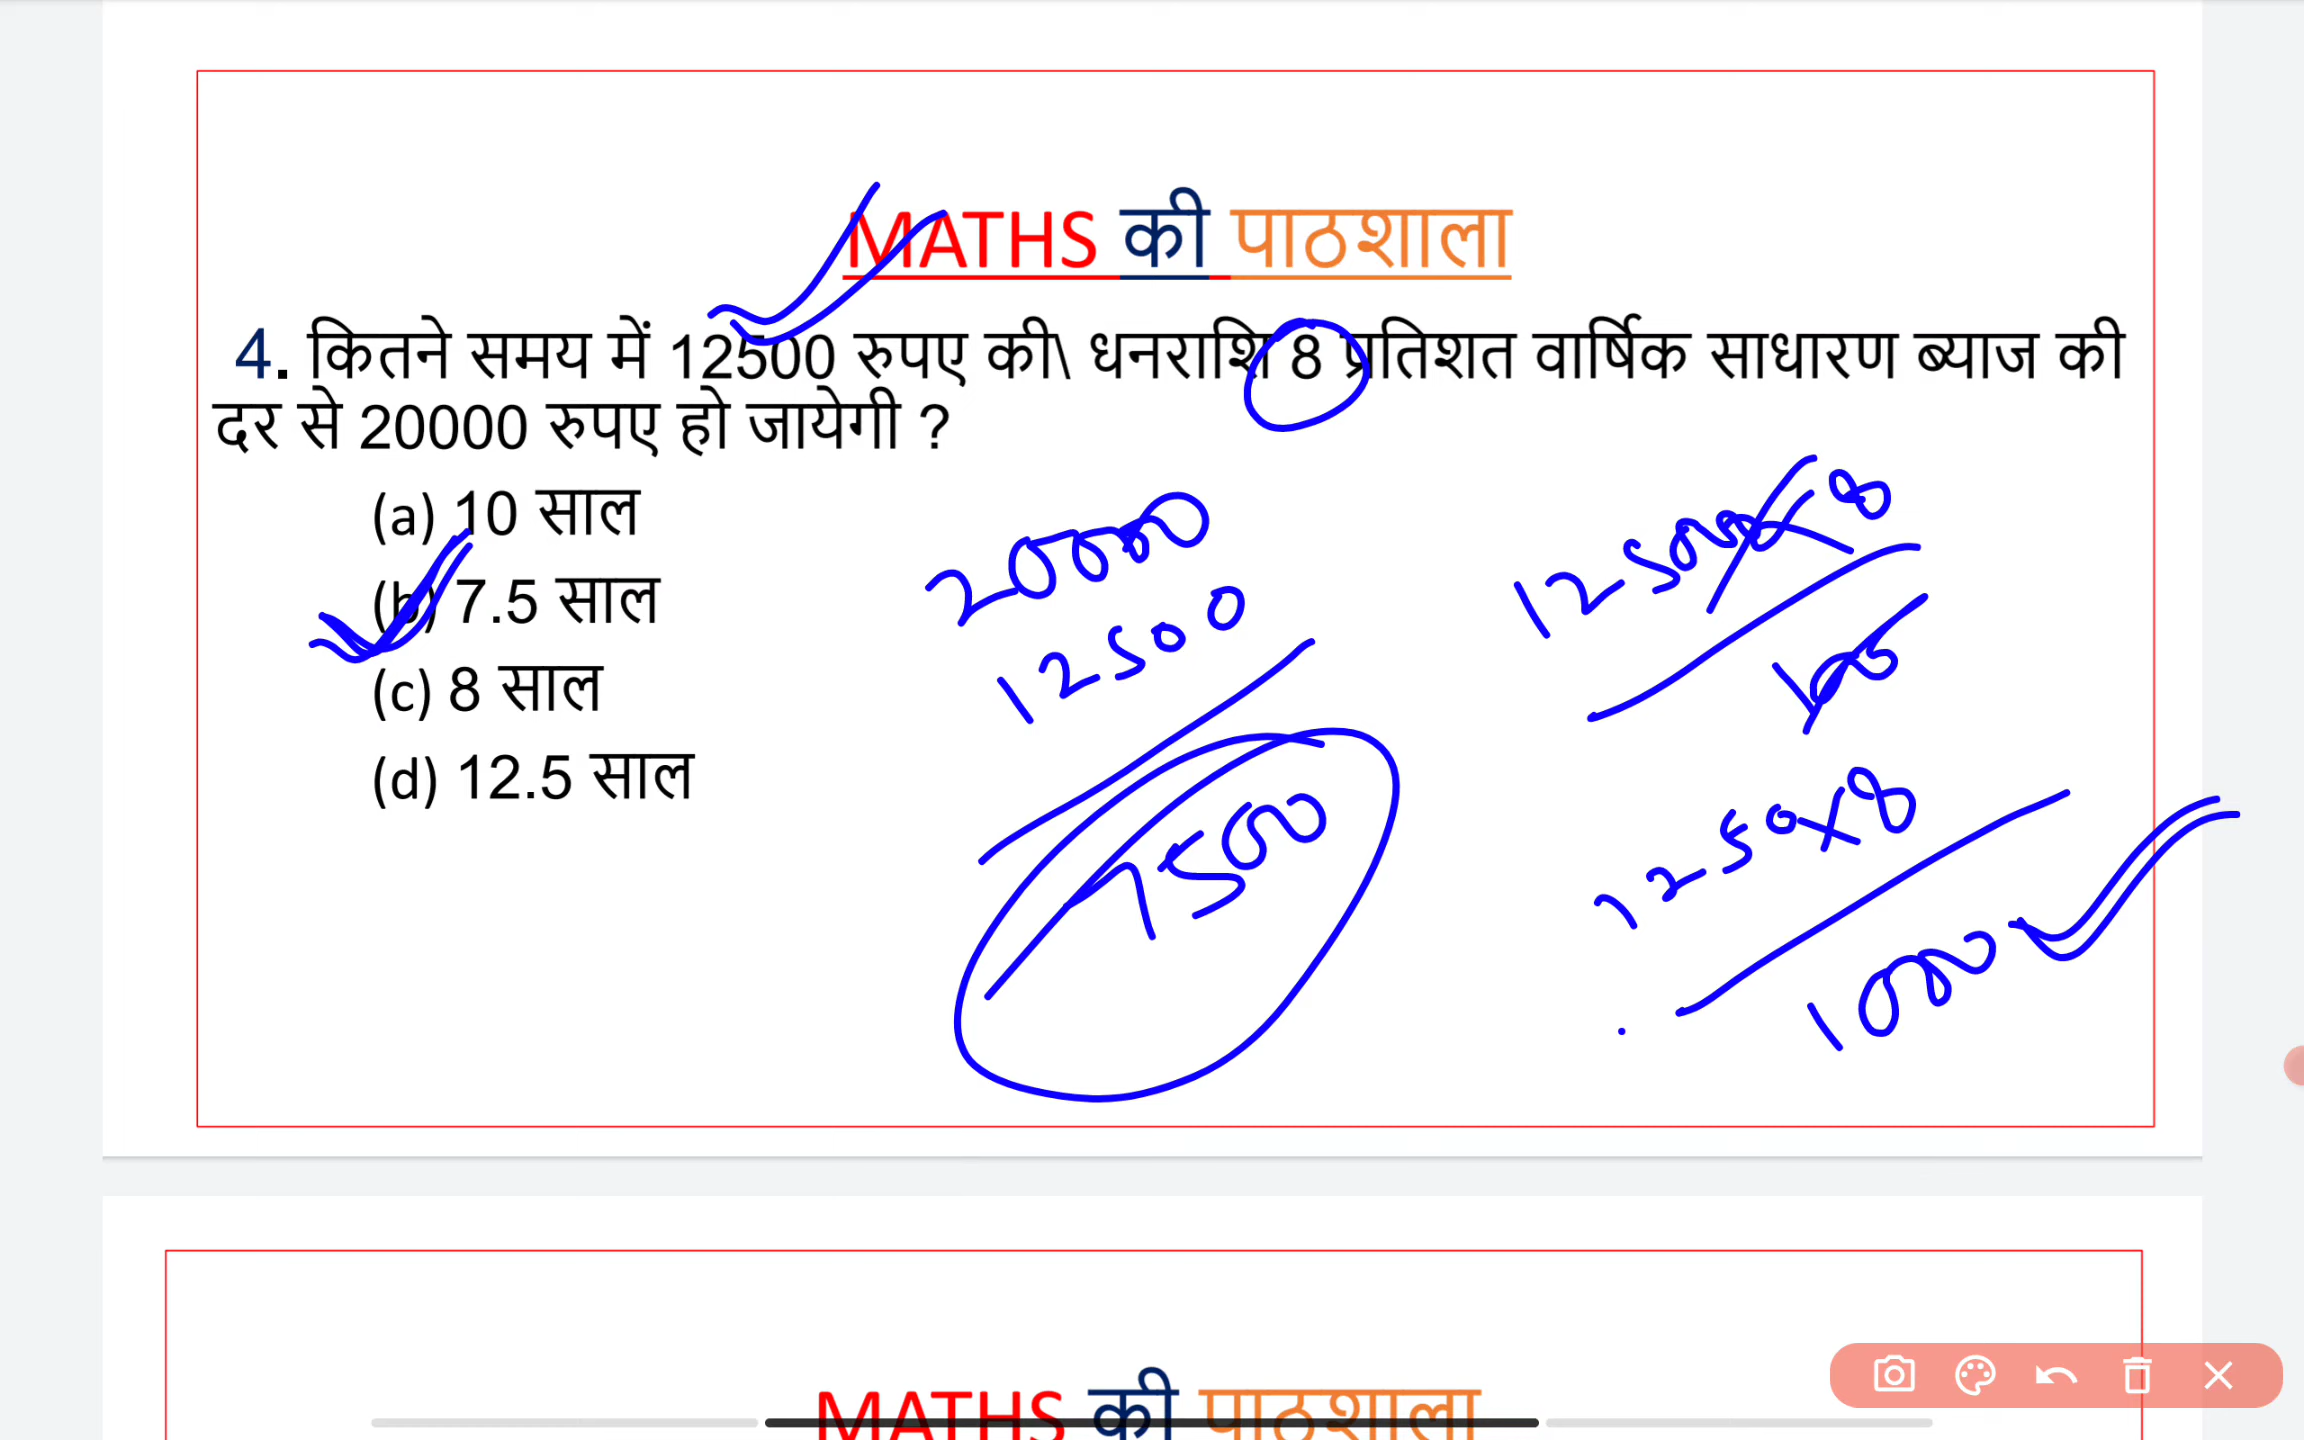 MATHS की पाठशाला
4. कितने समय में 12500 रुपए की\ धनराशि 8 प्रतिशत वार्षिक साधारण ब्याज की
दर से 20000 रुपए हो जायेगी ?
(a) 10 साल
(b) 7.5 साल
(c) 8 साल
(d) 12.5 साल
20000
12500
7500
12500×8
100
1250×8
1000
MATHS की पाठशाला